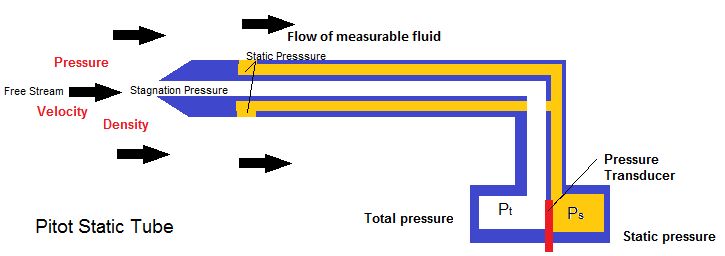 Flow of measurable fluid
Static Presssure
Pressure
Free Stream
Stagnation Pressure
Velocity
Density
Pressure
Transducer
Pt
Ps
Total pressure
Static pressure
Pitot Static Tube